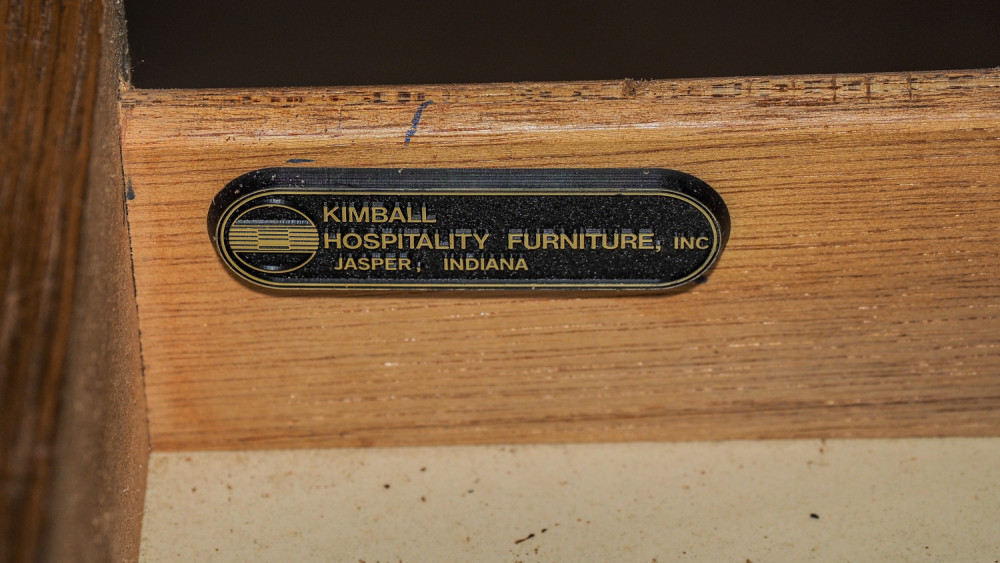 KIMBALL
HOSPITALITY FURNITURE, INC
JASPER, INDIANA